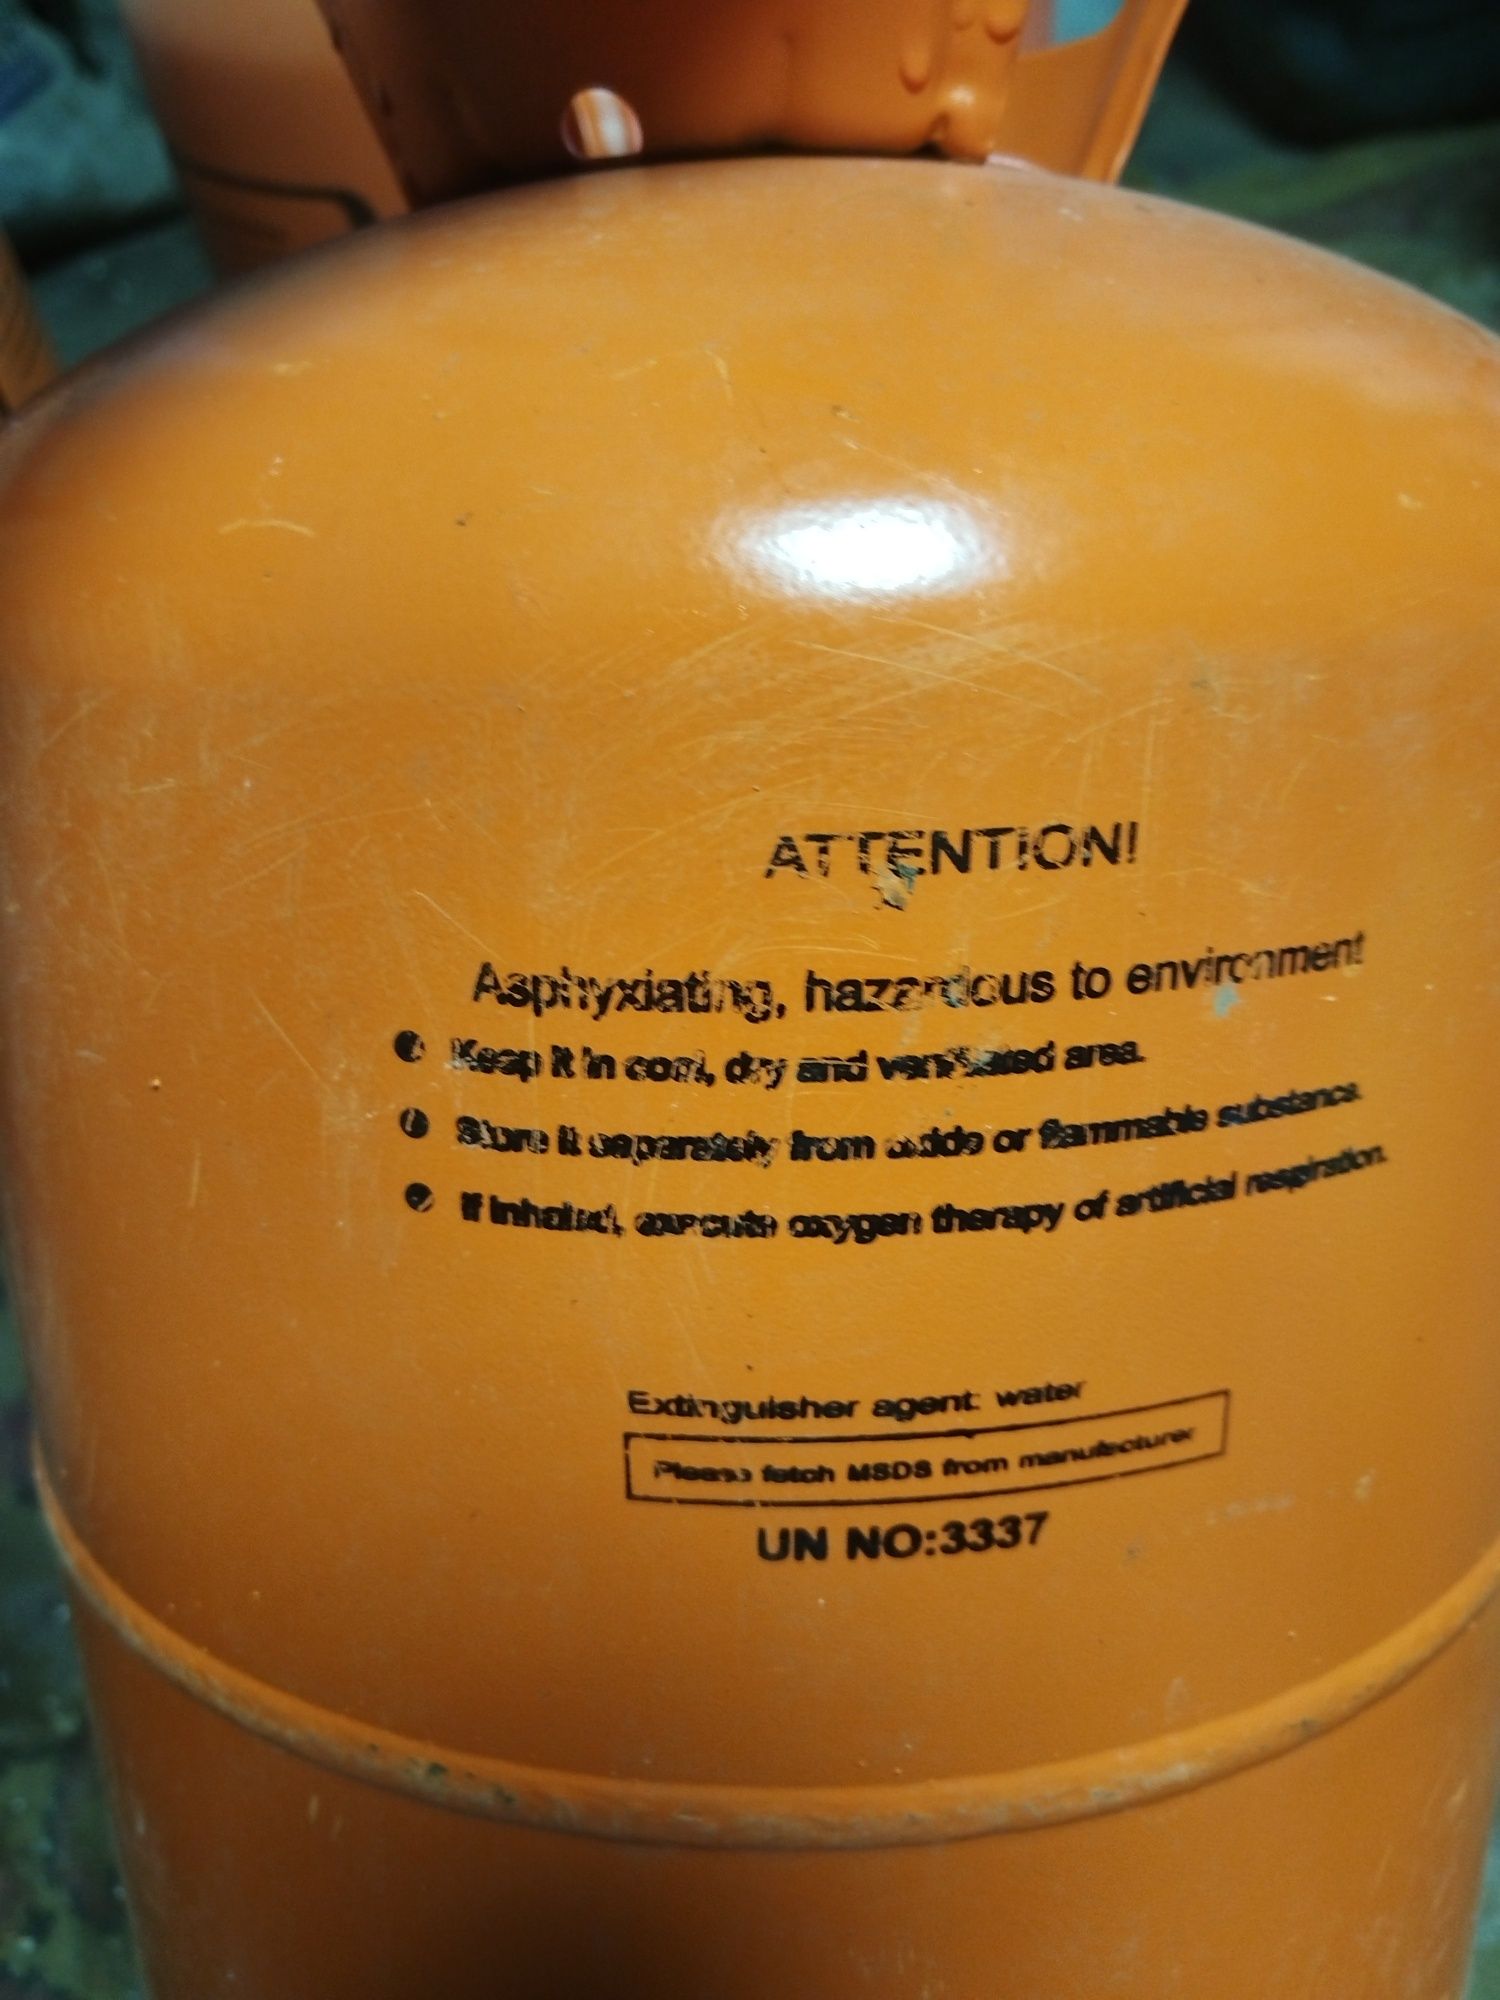 ATTENTION!
Asphyxiating, hazardous to environment
Keep it in cool, dry and ventilated area.
Store it separately from oxide or flammable substance.
If inhaled, execute oxygen therapy of artificial respiration.
Extinguisher agent: water
Please fetch MSDS from manufacturer
UN NO:3337